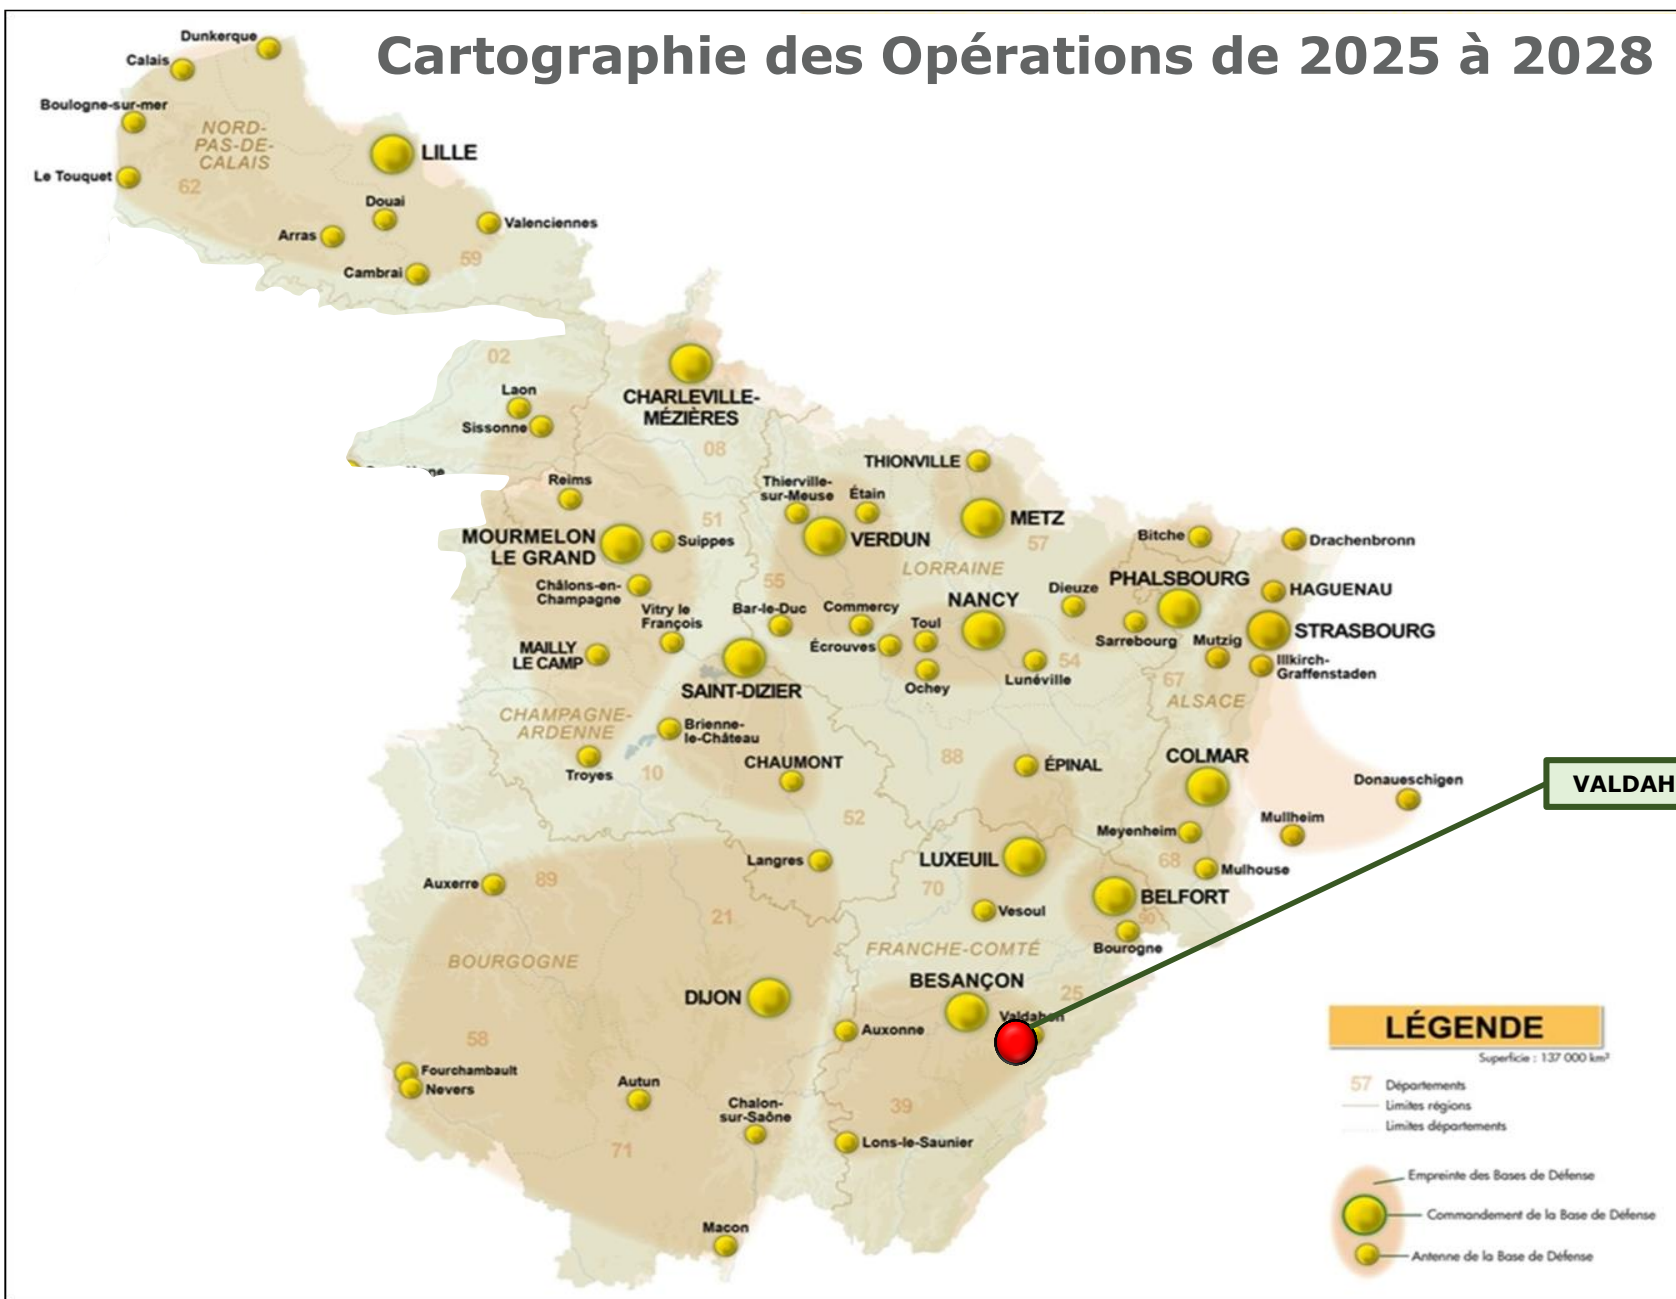 Cartographie des Opérations de 2025 à 2028
Dunkerque
Calais
Boulogne-sur-mer
NORD-
PAS-DE-
CALAIS
LILLE
Le Touquet
62
Douai
Valenciennes
Arras
59
Cambrai
02
Laon
CHARLEVILLE-
MÉZIÈRES
Sissonne
08
THIONVILLE
Reims
Thierville-
sur-Meuse
Étain
METZ
51
MOURMELON
LE GRAND
Suippes
VERDUN
57
Bitche
Drachenbronn
LORRAINE
55
Châlons-en-
Champagne
Dieuze
PHALSBOURG
HAGUENAU
Vitry le
François
Bar-le-Duc
Commercy
NANCY
Toul
STRASBOURG
Sarrebourg
Mutzig
Écrouves
MAILLY
LE CAMP
54
Illkirch-
Graffenstaden
Lunéville
Ochey
67
SAINT-DIZIER
ALSACE
CHAMPAGNE-
ARDENNE
Brienne-
le-Château
88
COLMAR
CHAUMONT
ÉPINAL
Troyes
10
Donaueschigen
VALDAH
52
Mullheim
Meyenheim
Langres
LUXEUIL
68
Mulhouse
Auxerre
89
70
BELFORT
21
Vesoul
90
BOURGOGNE
FRANCHE-COMTÉ
Bourogne
BESANÇON
DIJON
25
Valdahon
Auxonne
58
Fourchambault
Nevers
Autun
Chalon-
sur-Saône
39
71
Lons-le-Saunier
Macon
LÉGENDE
Superficie : 137 000 km²
57
Départements
Limites régions
Limites départements
Empreinte des Bases de Défense
Commandement de la Base de Défense
Antenne de la Base de Défense